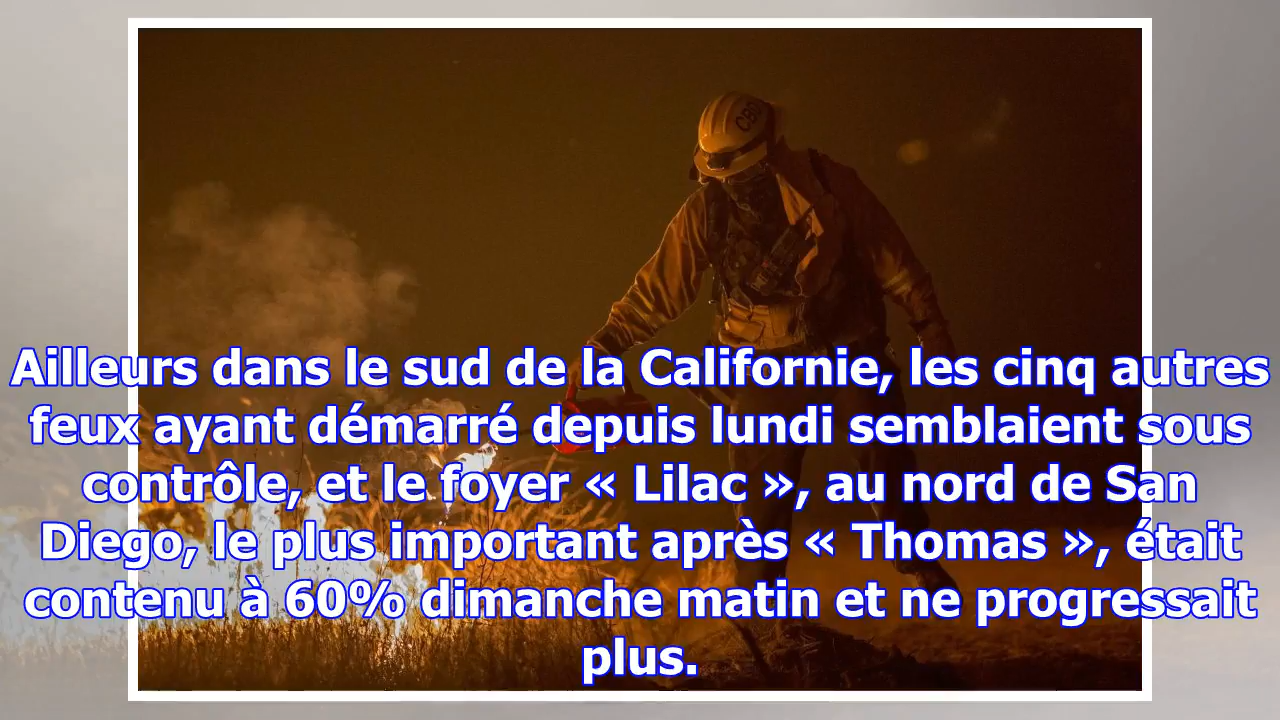 CBD
Ailleurs dans le sud de la Californie, les cinq autres
feux ayant démarré depuis lundi semblaient sous
contrôle, et le foyer « Lilac », au nord de San
Diego, le plus important après « Thomas », était
contenu à 60% dimanche matin et ne progressait
plus.